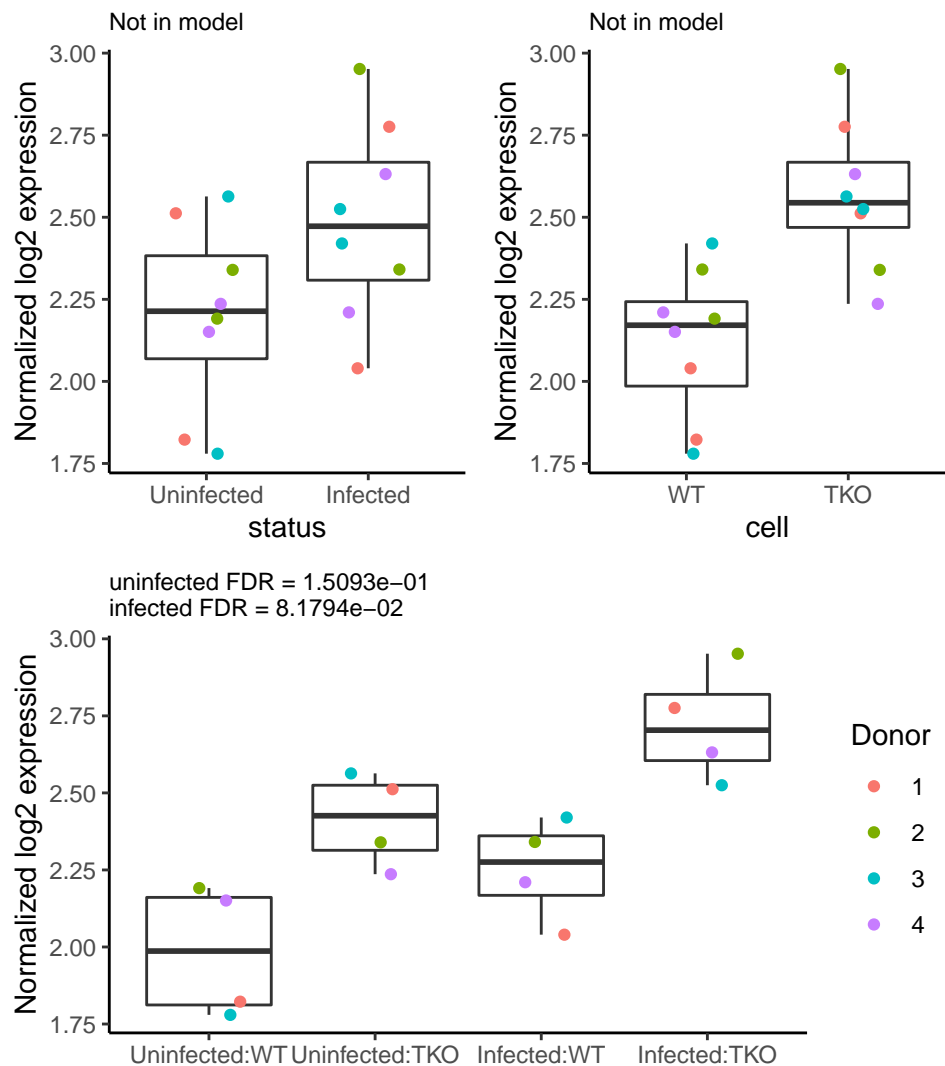 Not in model
Normalized log2 expression
3.00
2.75
2.50
2.25
2.00
1.75
Uninfected Infected
status
Not in model
Normalized log2 expression
3.00
2.75
2.50
2.25
2.00
1.75
WT TKO
cell
uninfected FDR = 1.5093e−01
infected FDR = 8.1794e−02
Normalized log2 expression
3.00
2.75
2.50
2.25
2.00
1.75
Uninfected:WT Uninfected:TKO Infected:WT Infected:TKO
Donor
1
2
3
4